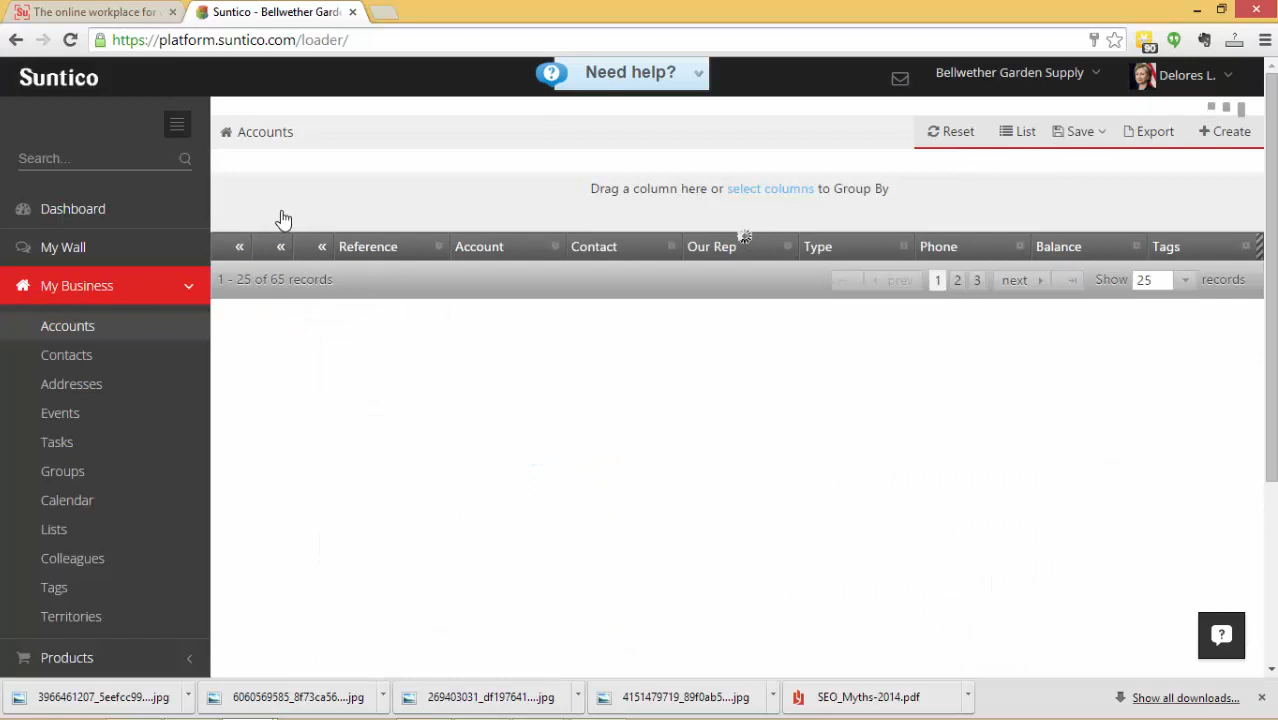 The online workplace for
Suntico - Bellwether Gard
https://platform.suntico.com/loader/
90
Suntico
Need help?
Bellwether Garden Supply
Delores L.
Accounts
Reset
List
Save
Export
Create
Search...
Drag a column here or select columns to Group By
Dashboard
My Wall
« « « Reference Account Contact Our Rep Type Phone Balance Tags
1 - 25 of 65 records
prev 1 2 3 next Show 25 records
My Business
Accounts
Contacts
Addresses
Events
Tasks
Groups
Calendar
Lists
Colleagues
Tags
Territories
Products
3966461207_5eefcc99....jpg
6060569585_8f73ca56....jpg
269403031_df197641....jpg
4151479719_89f0ab5....jpg
SEO_Myths-2014.pdf
Show all downloads...